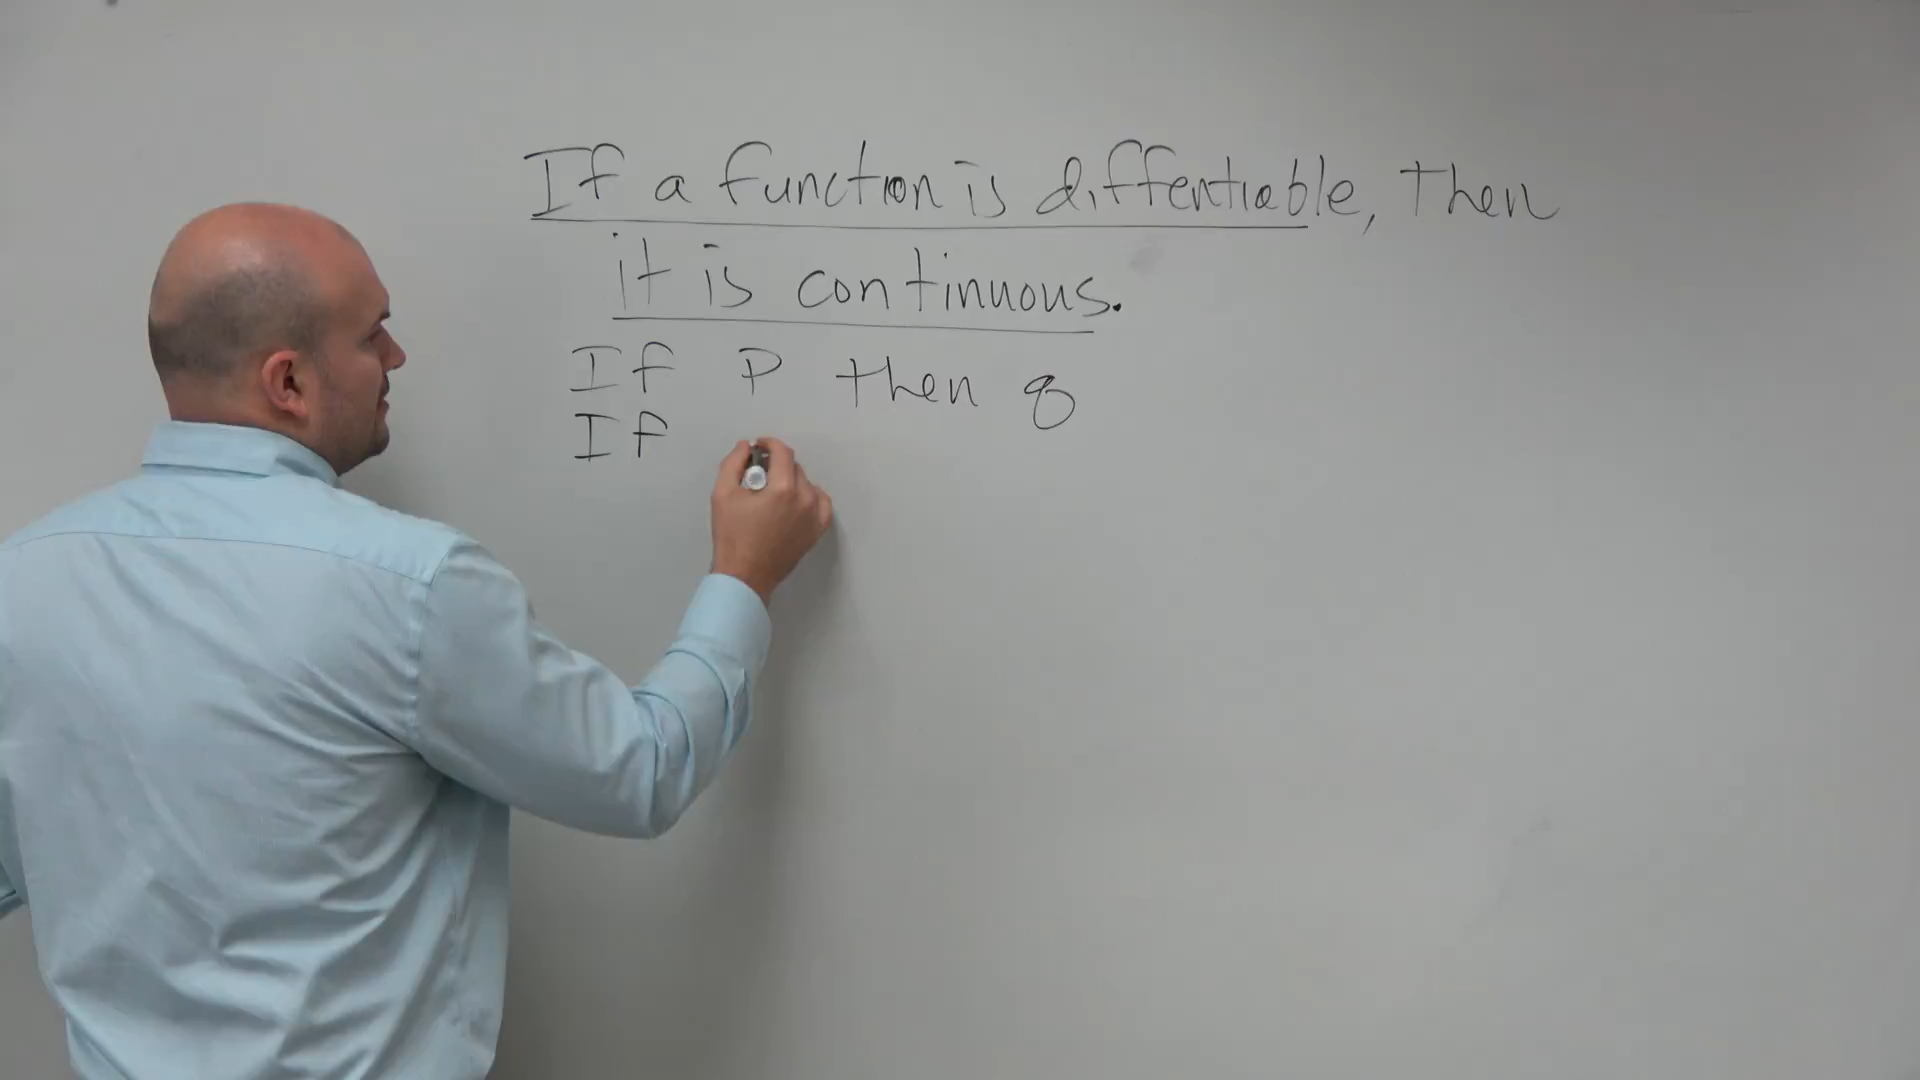 If a function is diffentiable, then
it is continuous.
If P then q
If